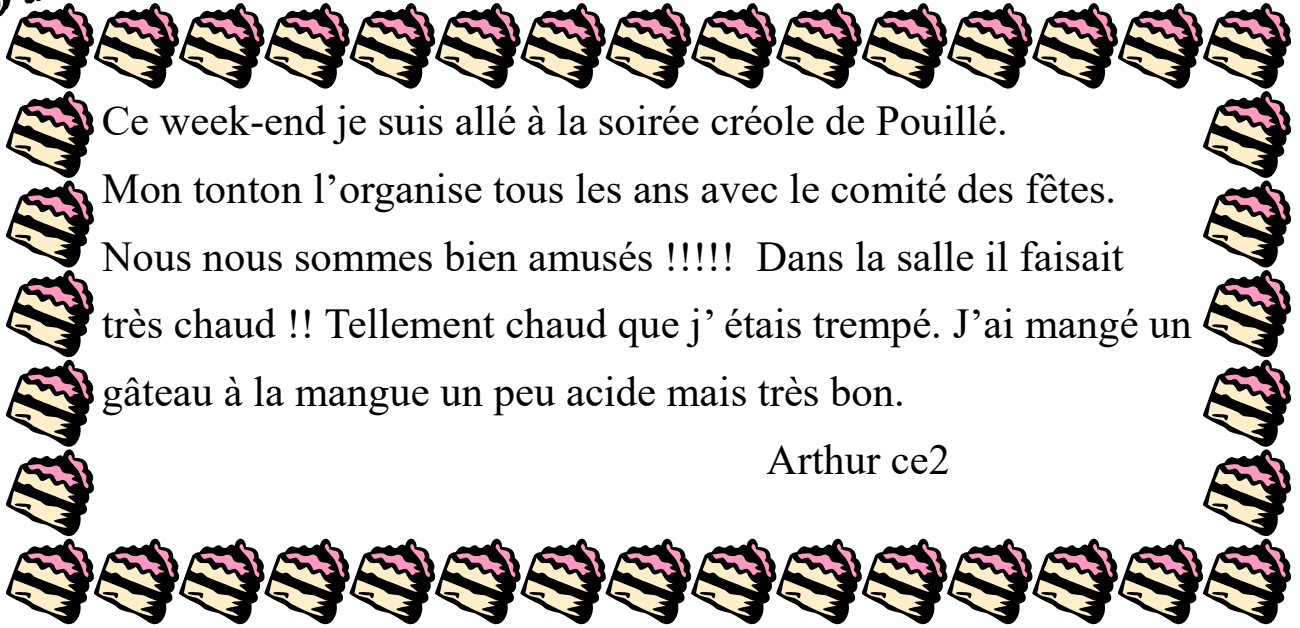 Ce week-end je suis allé à la soirée créole de Pouillé.
Mon tonton l’organise tous les ans avec le comité des fêtes.
Nous nous sommes bien amusés !!!!!  Dans la salle il faisait
très chaud !! Tellement chaud que j’ étais trempé. J’ai mangé un
gâteau à la mangue un peu acide mais très bon.
Arthur ce2